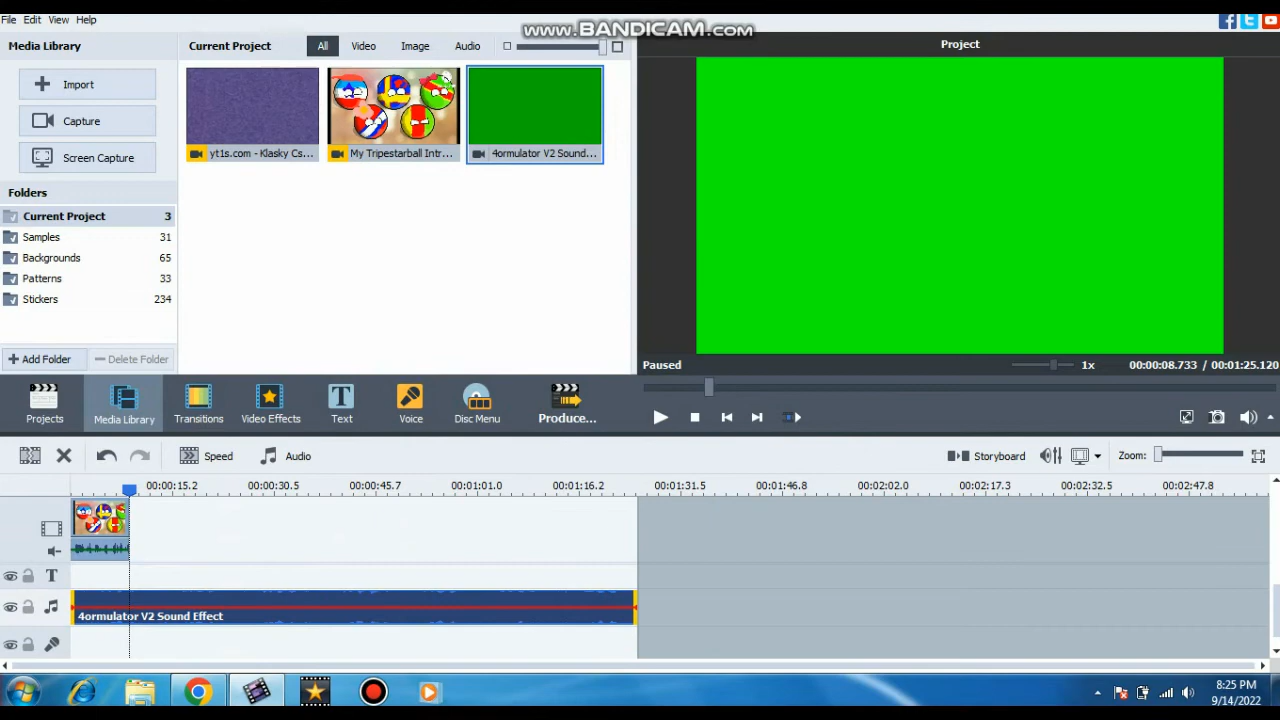 File Edit View Help
www.BANDICAM.com
Media Library
Current Project All Video Image Audio
Project
Import
Capture
Screen Capture
yt1s.com - Klasky Cs...
My Tripestarball Intr...
4ormulator V2 Sound...
Folders
Current Project 3
Samples 31
Backgrounds 65
Patterns 33
Stickers 234
Add Folder Delete Folder
Paused 1x 00:00:08.733 / 00:01:25.120
Projects Media Library Transitions Video Effects Text Voice Disc Menu Produce...
Speed Audio Storyboard Zoom:
00:00:15.2 00:00:30.5 00:00:45.7 00:01:01.0 00:01:16.2 00:01:31.5 00:01:46.8 00:02:02.0 00:02:17.3 00:02:32.5 00:02:47.8
T
4ormulator V2 Sound Effect
8:25 PM
9/14/2022